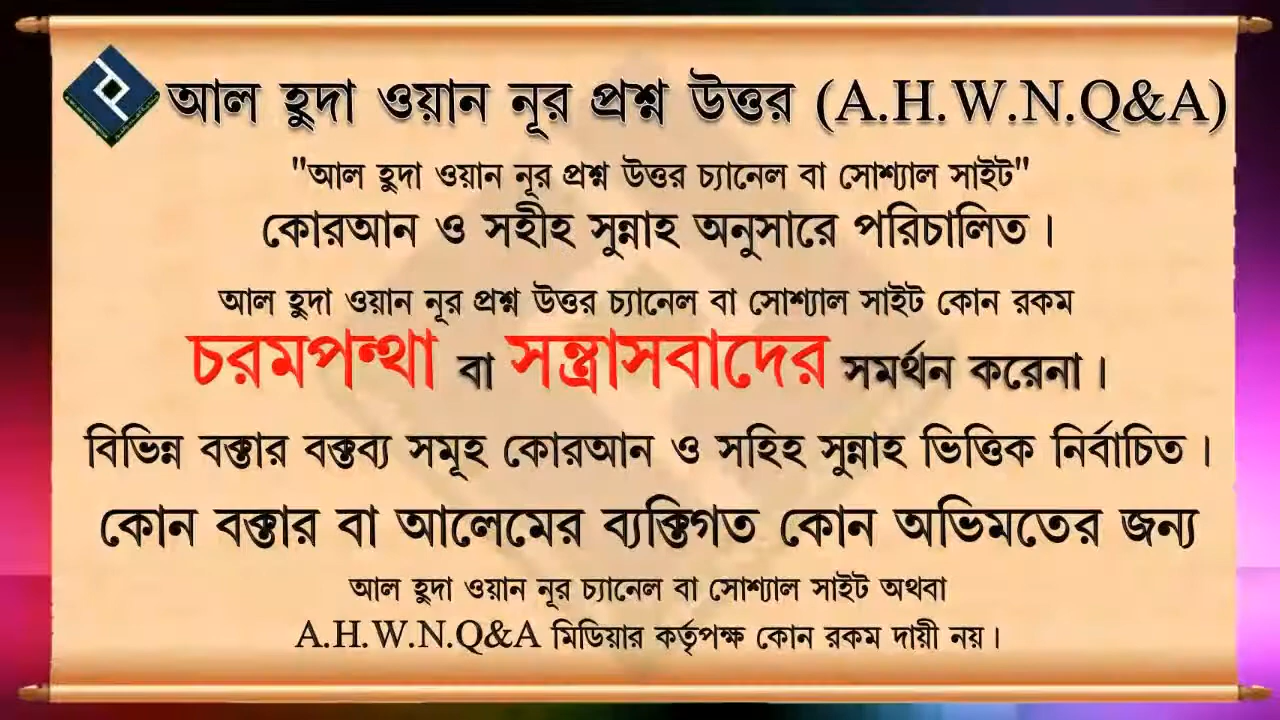 আল হুদা ওয়ান নূর প্রশ্ন উত্তর (A.H.W.N.Q&A)
"আল হুদা ওয়ান নূর প্রশ্ন উত্তর চ্যানেল বা সোশ্যাল সাইট"
কোরআন ও সহীহ সুন্নাহ অনুসারে পরিচালিত।
আল হুদা ওয়ান নূর প্রশ্ন উত্তর চ্যানেল বা সোশ্যাল সাইট কোন রকম
চরমপন্থা বা সন্ত্রাসবাদের সমর্থন করেনা।
বিভিন্ন বক্তার বক্তব্য সমূহ কোরআন ও সহিহ সুন্নাহ ভিত্তিক নির্বাচিত।
কোন বক্তার বা আলেমের ব্যক্তিগত কোন অভিমতের জন্য
আল হুদা ওয়ান নূর চ্যানেল বা সোশ্যাল সাইট অথবা
A.H.W.N.Q&A মিডিয়ার কর্তৃপক্ষ কোন রকম দায়ী নয়।